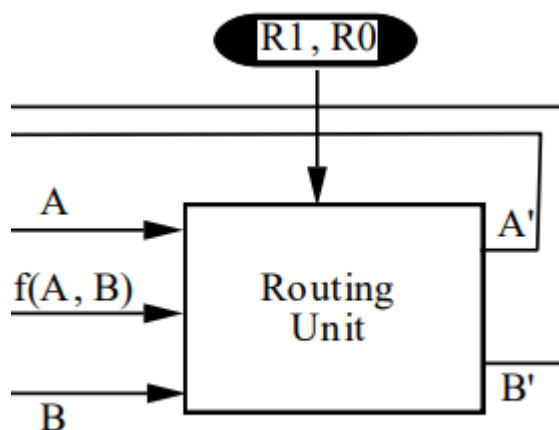 R1, R0
A
A'
f(A, B)
Routing
Unit
B'
B